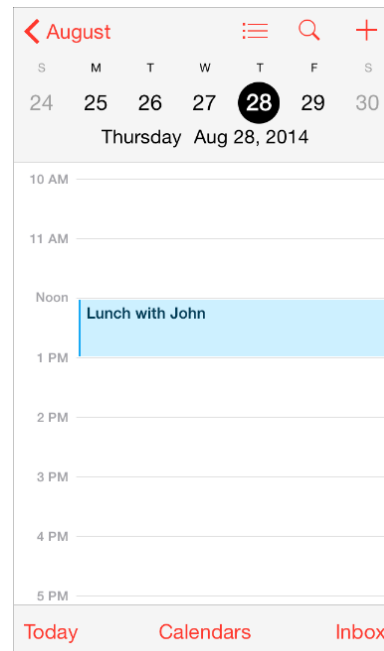 August
S M T W T F S
24 25 26 27 28 29 30
Thursday Aug 28, 2014
10 AM
11 AM
Noon
Lunch with John
1 PM
2 PM
3 PM
4 PM
5 PM
Today Calendars Inbox